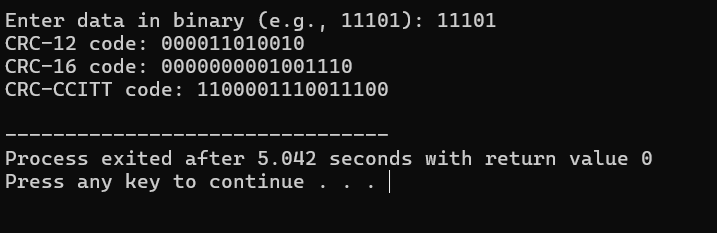 Enter data in binary (e.g., 11101): 11101
CRC-12 code: 000011010010
CRC-16 code: 0000000001001110
CRC-CCITT code: 1100001110011100
--------------------------------
Process exited after 5.042 seconds with return value 0
Press any key to continue . . .